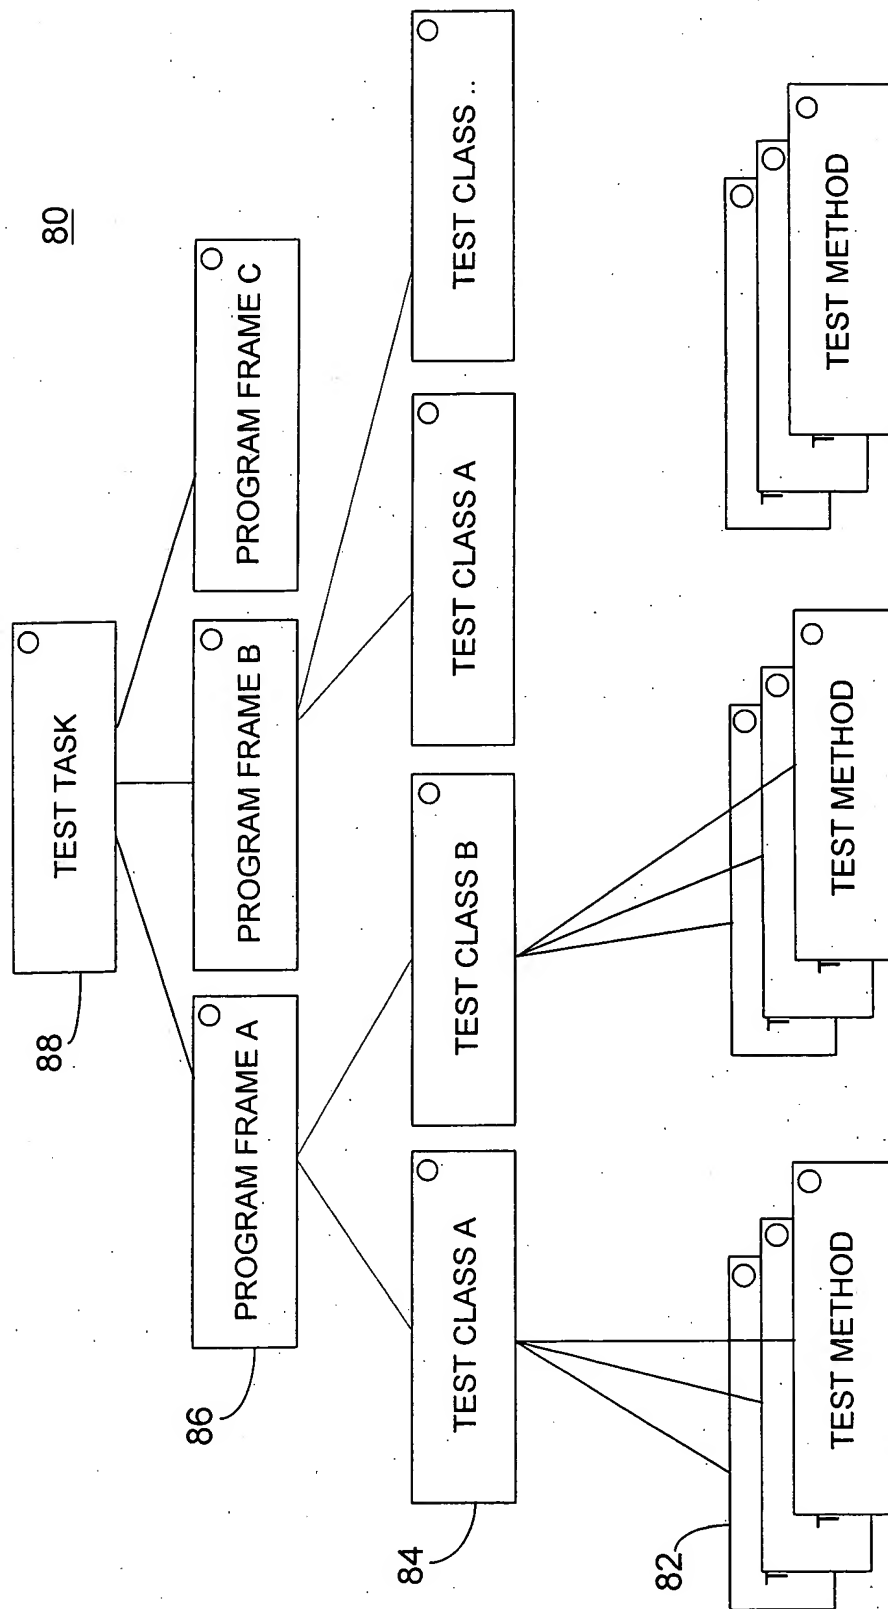 80
TEST TASK
88
PROGRAM FRAME A
PROGRAM FRAME B
PROGRAM FRAME C
86
TEST CLASS A
TEST CLASS B
TEST CLASS A
TEST CLASS ..
84
T
T
TEST METHOD
T
T
TEST METHOD
T
T
TEST METHOD
82